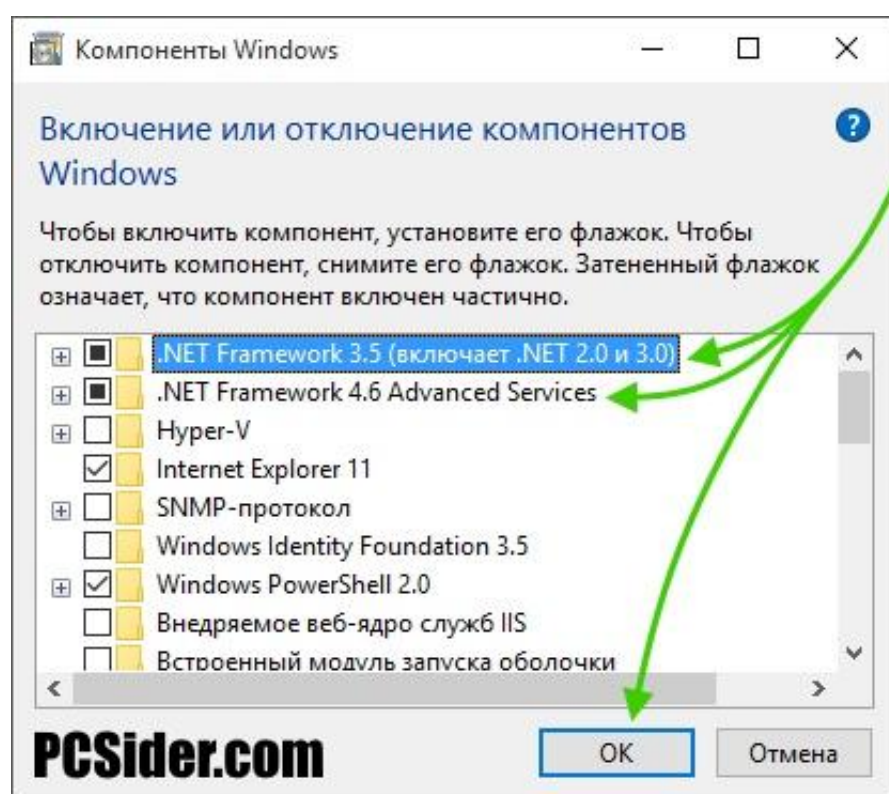 Компоненты Windows
Включение или отключение компонентов
Windows
Чтобы включить компонент, установите его флажок. Чтобы
отключить компонент, снимите его флажок. Затененный флажок
означает, что компонент включен частично.
.NET Framework 3.5 (включает .NET 2.0 и 3.0)
.NET Framework 4.6 Advanced Services
Hyper-V
Internet Explorer 11
SNMP-протокол
Windows Identity Foundation 3.5
Windows PowerShell 2.0
Внедряемое веб-ядро служб IIS
Встроенный модуль запуска оболочки
PCSider.com
ОК
Отмена